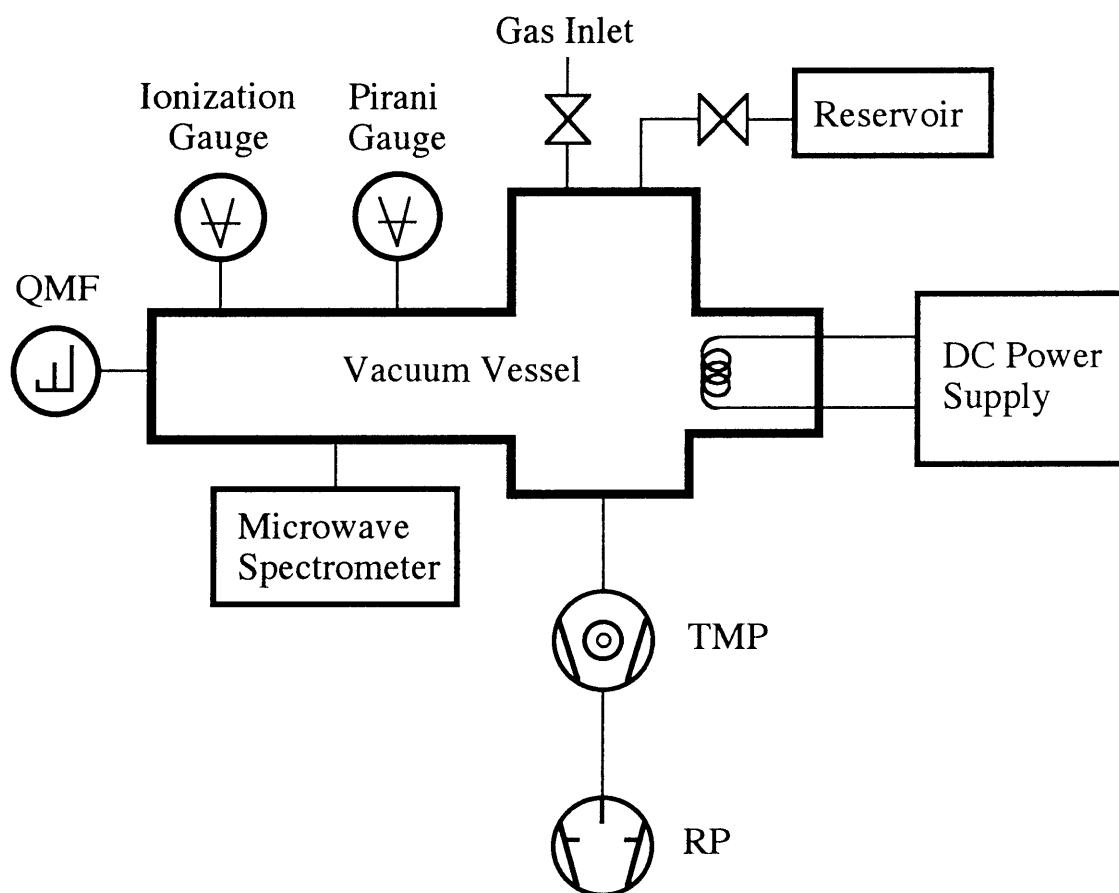 Gas Inlet
Ionization
Gauge
Pirani
Gauge
Reservoir
QMF
Vacuum Vessel
DC Power
Supply
Microwave
Spectrometer
TMP
RP